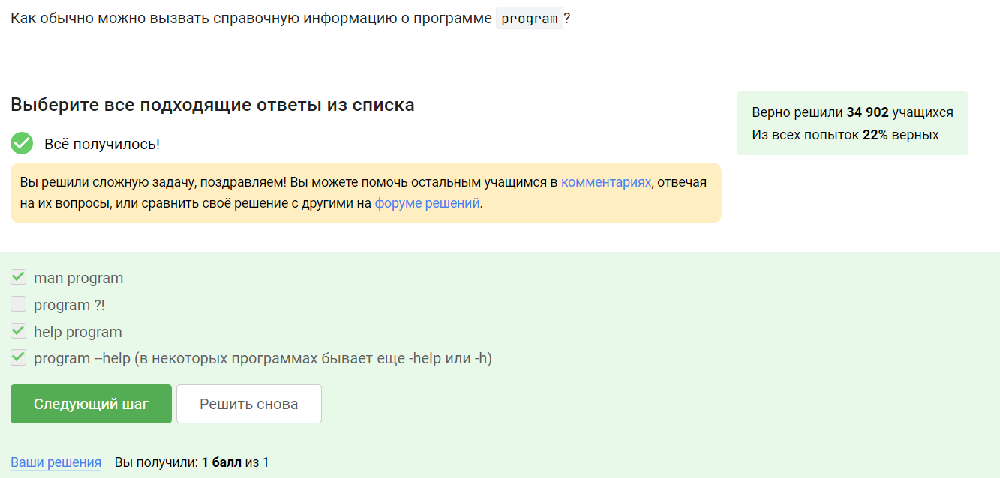 Как обычно можно вызвать справочную информацию о программе program?
Выберите все подходящие ответы из списка
Верно решили 34 902 учащихся
Из всех попыток 22% верных
Всё получилось!
Вы решили сложную задачу, поздравляем! Вы можете помочь остальным учащимся в комментариях, отвечая
на их вопросы, или сравнить своё решение с другими на форуме решений.
man program
program ?!
help program
program --help (в некоторых программах бывает еще -help или -h)
Следующий шаг
Решить снова
Ваши решения
Вы получили: 1 балл из 1